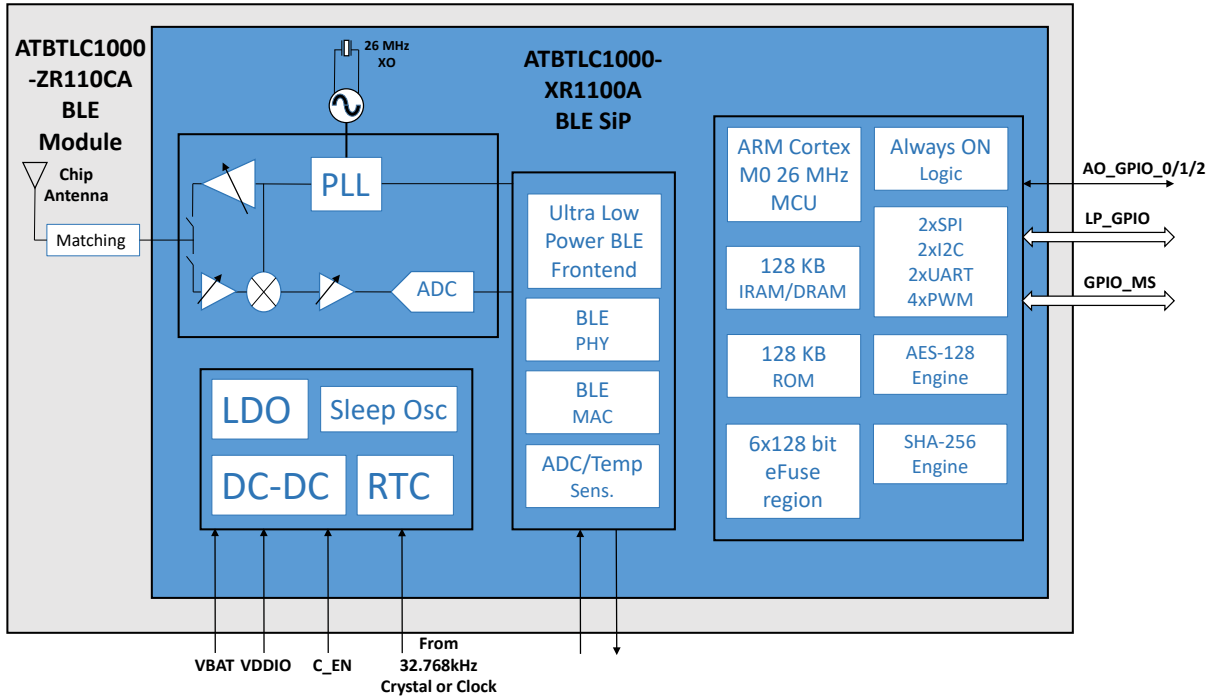 ATBTLC1000
-ZR110CA
BLE
Module
Chip
Antenna
Matching
26 MHz
XO
ATBTLC1000-
XR1100A
BLE SiP
PLL
ADC
Ultra Low
Power BLE
Frontend
BLE
PHY
BLE
MAC
ADC/Temp
Sens.
LDO
Sleep Osc
DC-DC
RTC
ARM Cortex
M0 26 MHz
MCU
128 KB
IRAM/DRAM
128 KB
ROM
6x128 bit
eFuse
region
Always ON
Logic
2xSPI
2xI2C
2xUART
4xPWM
AES-128
Engine
SHA-256
Engine
AO_GPIO_0/1/2
LP_GPIO
GPIO_MS
VBAT
VDDIO
C_EN
From
32.768kHz
Crystal or Clock